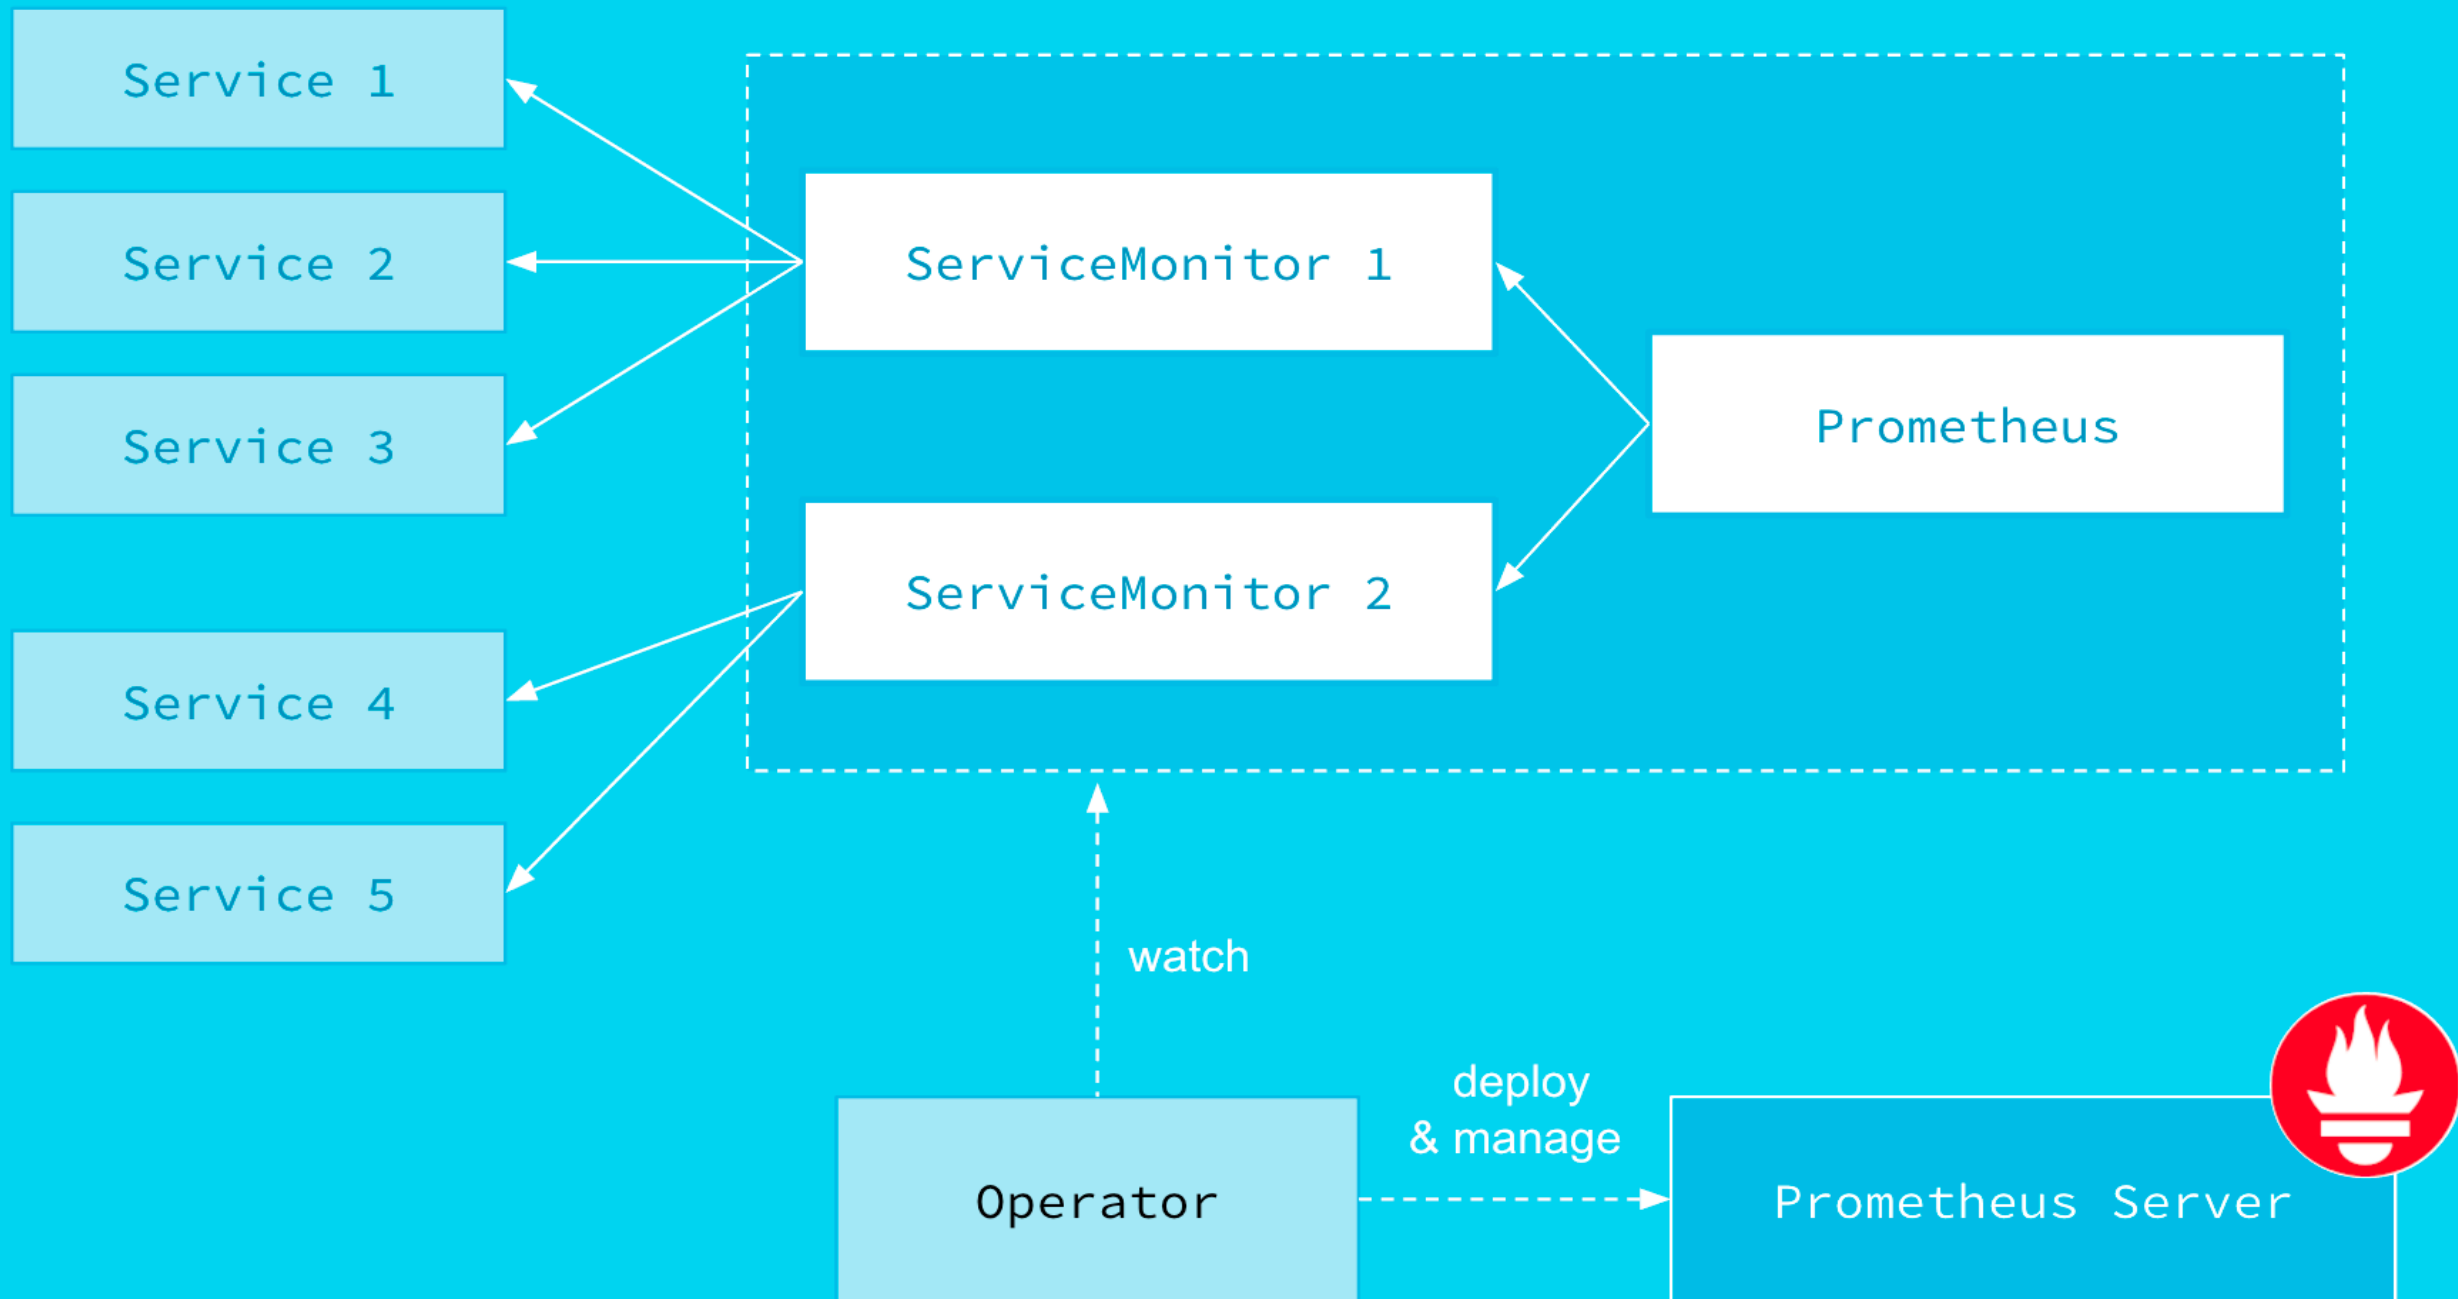 Service 1
Service 2
Service 3
Service 4
Service 5
ServiceMonitor 1
ServiceMonitor 2
Prometheus
watch
deploy
& manage
Operator
Prometheus Server